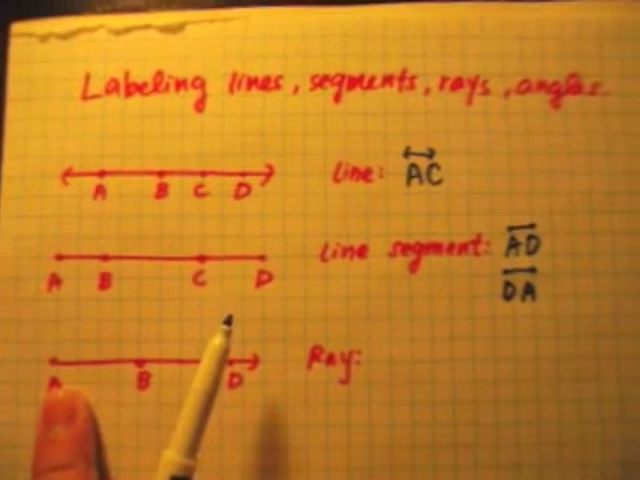 Labeling lines, segments, rays, angles.
A B C D
Line: AC
A B C D
Line segment: AD
DA
A B D
Ray: